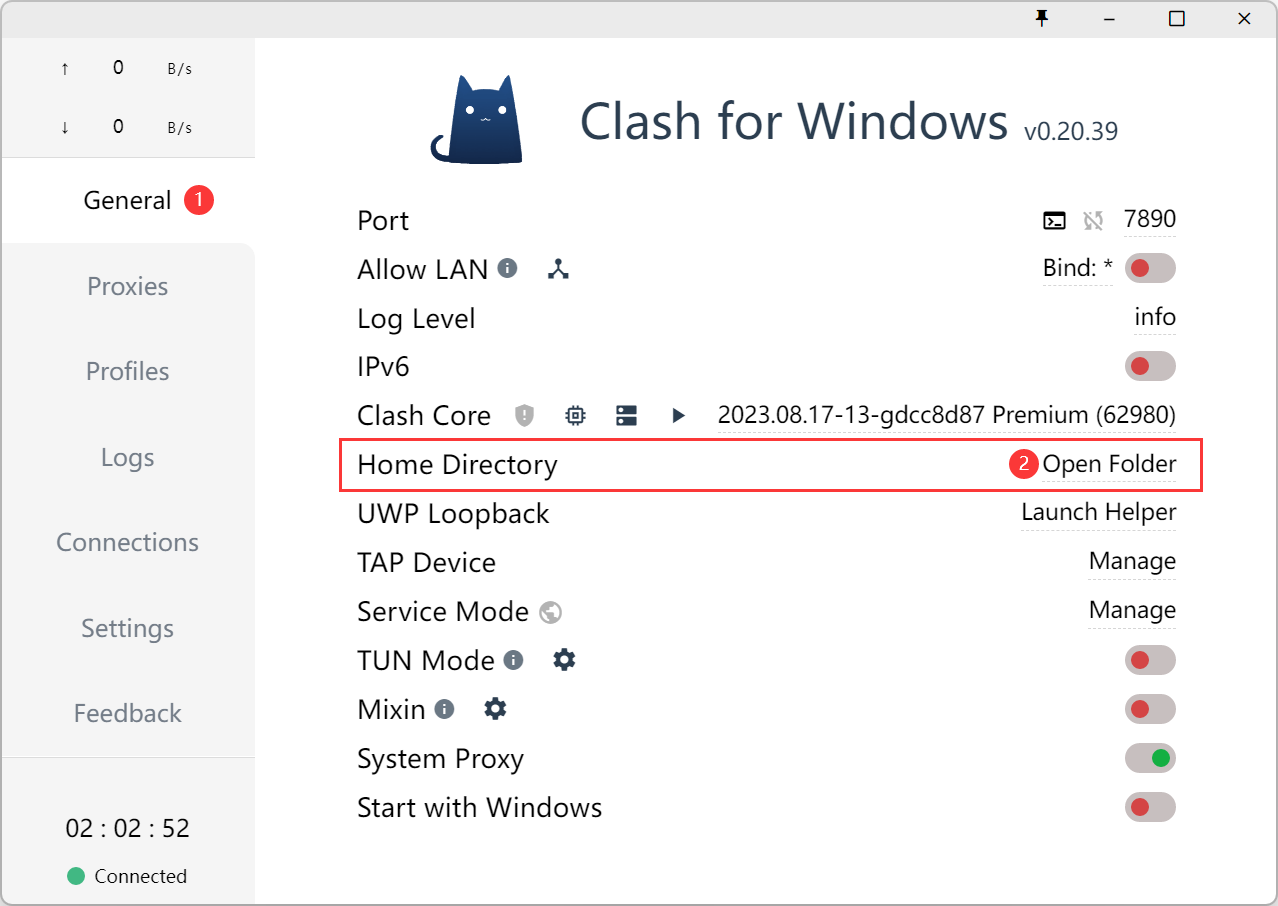 ↑ 0 B/s
↓ 0 B/s
General 1
Proxies
Profiles
Logs
Connections
Settings
Feedback
02 : 02 : 52
Connected
Clash for Windows v0.20.39
Port 7890
Allow LAN Bind: *
Log Level info
IPv6
Clash Core 2023.08.17-13-gdcc8d87 Premium (62980)
Home Directory 2 Open Folder
UWP Loopback Launch Helper
TAP Device Manage
Service Mode Manage
TUN Mode
Mixin
System Proxy
Start with Windows